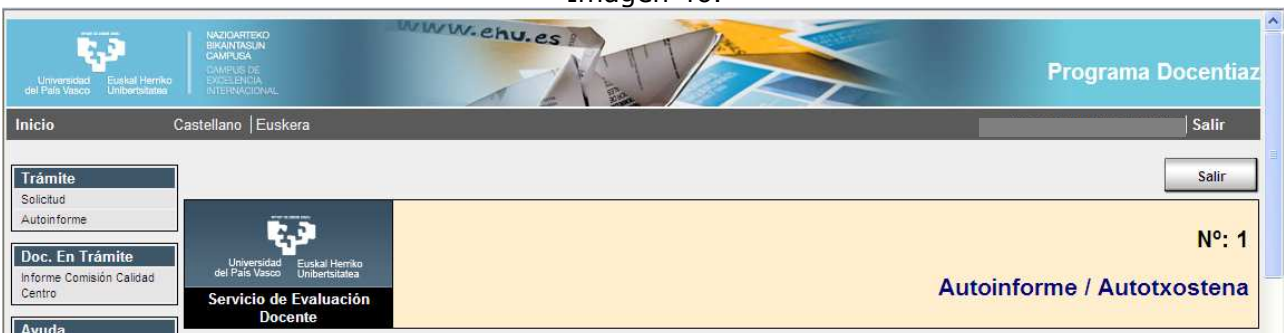 www.ehu.es
NAZIOARTEKO
BIKAINTASUN
CAMPUSA
CAMPUS DE
EXCELENCIA
INTERNACIONAL
Universidad Euskal Herriko
del País Vasco Unibertsitatea
Programa Docentiaz
Inicio Castellano | Euskera | Salir
Salir
Trámite
Solicitud
Autoinforme
Doc. En Trámite
Informe Comisión Calidad
Centro
Ayuda
Universidad Euskal Herriko
del País Vasco Unibertsitatea
Servicio de Evaluación
Docente
Nº: 1
Autoinforme / Autotxostena